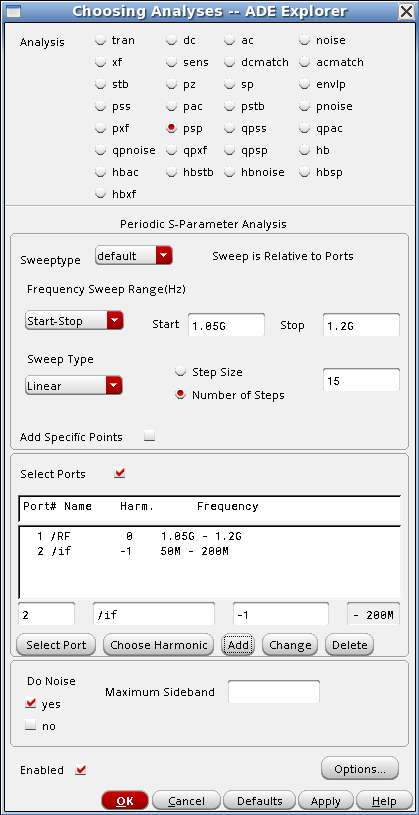 Choosing Analyses -- ADE Explorer
Analysis
tran dc ac noise
xf sens dcmatch acmatch
stb pz sp envlp
pss pac pstb pnoise
pxf psp qpss qpac
qpnoise qpxf qpsp hb
hbac hbstb hbnoise hbsp
hbxf
Periodic S-Parameter Analysis
Sweeptype default Sweep is Relative to Ports
Frequency Sweep Range(Hz)
Start-Stop Start 1.05G Stop 1.2G
Sweep Type
Step Size
Linear 15
Number of Steps
Add Specific Points
Select Ports
Port# Name Harm. Frequency
1 /RF 0 1.05G - 1.2G
2 /if -1 50M - 200M
2 /if -1 - 200M
Select Port Choose Harmonic Add Change Delete
Do Noise
Maximum Sideband
yes
no
Enabled Options...
OK Cancel Defaults Apply Help